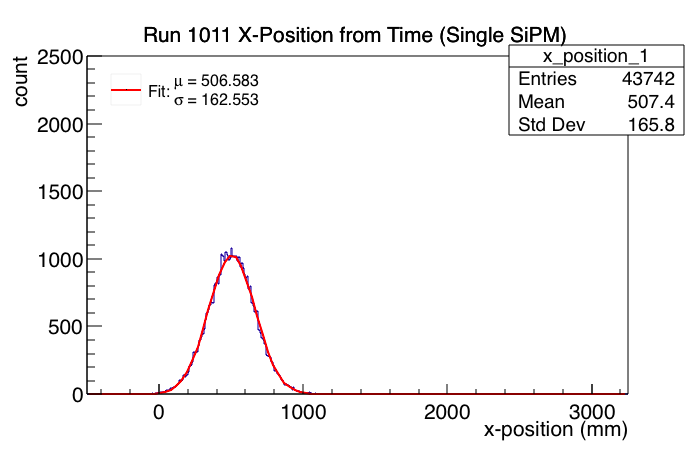 Run 1011 X-Position from Time (Single SiPM)
x_position_1
Entries 43742
Mean 507.4
Std Dev 165.8
Fit: μ = 506.583
σ = 162.553
count
2500
2000
1500
1000
500
0
0 1000 2000 3000
x-position (mm)